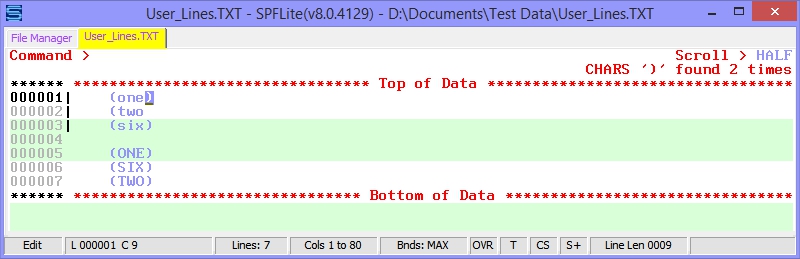 User_Lines.TXT - SPFLite(v8.0.4129) - D:\Documents\Test Data\User_Lines.TXT
File Manager User_Lines.TXT
Command > Scroll > HALF
CHARS ')' found 2 times
****** ********************************* Top of Data *********************************
000001| (one)
000002| (two
000003| (six)
000004
000005 (ONE)
000006 (SIX)
000007 (TWO)
****** ******************************** Bottom of Data ********************************
Edit L 000001 C 9 Lines: 7 Cols 1 to 80 Bnds: MAX OVR T CS S+ Line Len 0009